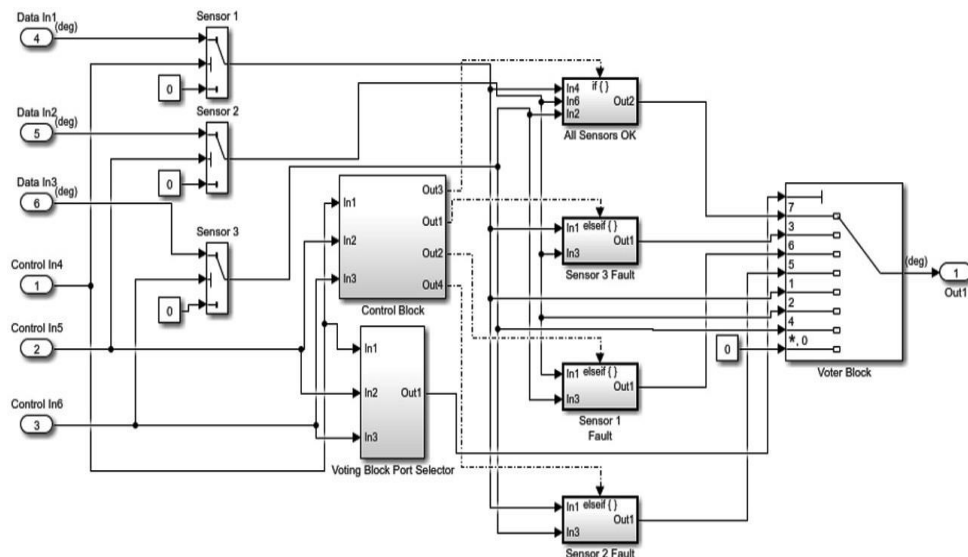 Data In1
(deg)
4
Sensor 1
0
Data In2
(deg)
5
Sensor 2
0
Data In3
(deg)
6
Sensor 3
0
Control In4
1
Control In5
2
Control In6
3
In1
In2
In3
Out3
Out1
Out2
Out4
Control Block
In1
In2
In3
Out1
Voting Block Port Selector
if { }
In4
In6
In2
Out2
All Sensors OK
elseif { }
In1
In3
Out1
Sensor 3 Fault
elseif { }
In1
In3
Out1
Sensor 1
Fault
elseif { }
In1
In3
Out1
Sensor 2 Fault
7
3
6
5
1
2
4
*, 0
0
Voter Block
(deg)
1
Out1